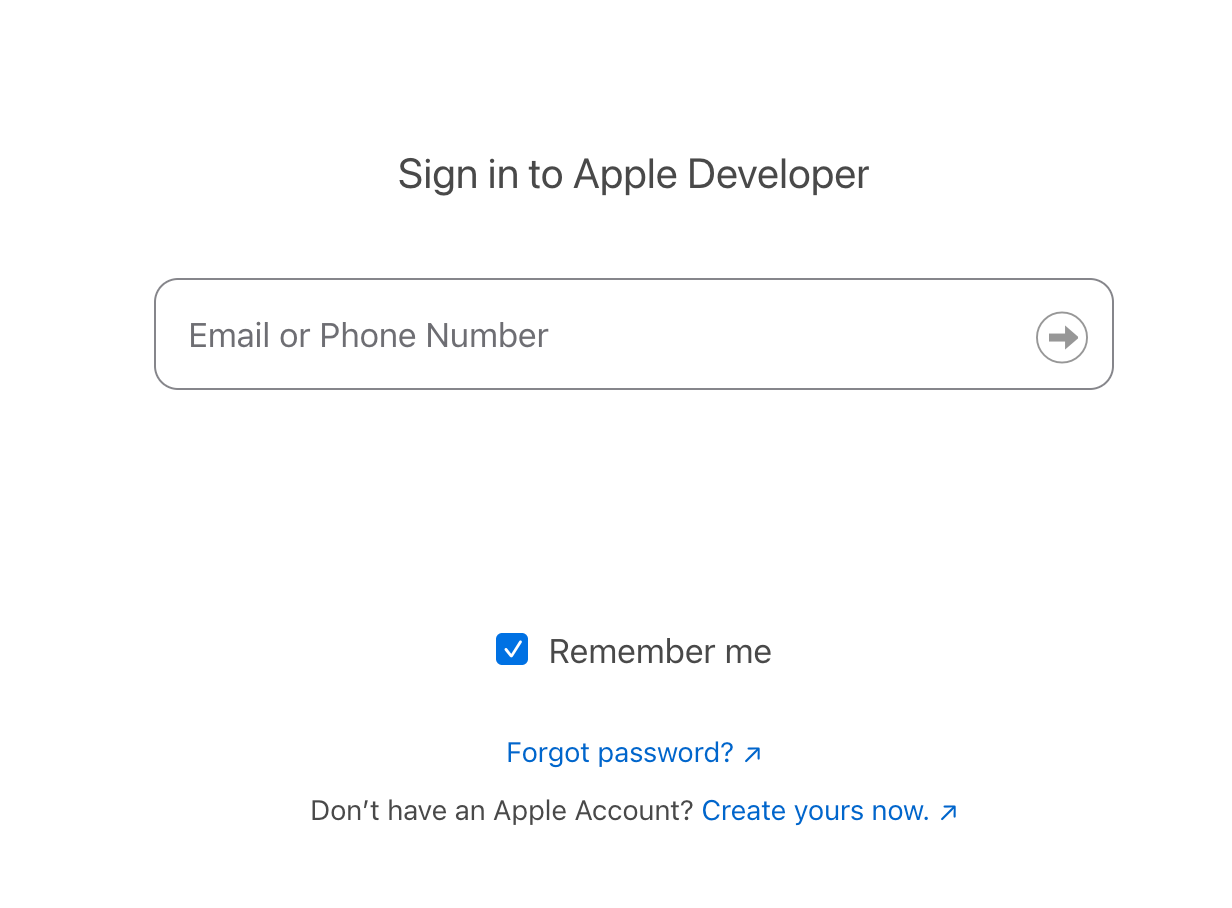 Sign in to Apple Developer
Email or Phone Number
Remember me
Forgot password? ↗
Don’t have an Apple Account? Create yours now. ↗